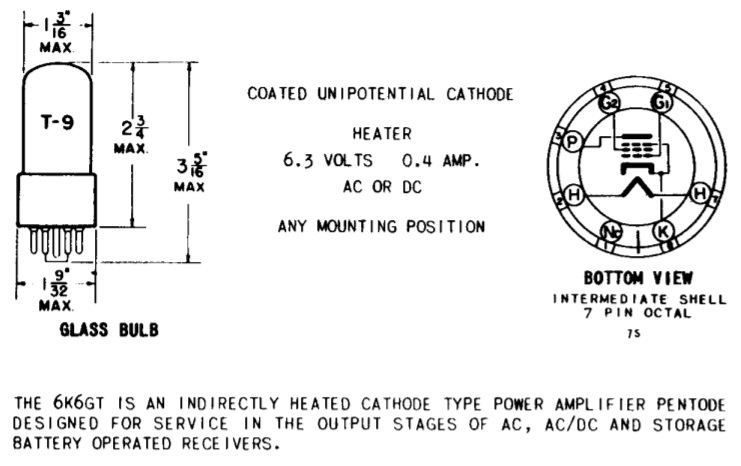 1 3/16"
MAX.
T-9
2 3/4
MAX.
3 5/16"
MAX
1 9/32"
MAX.
GLASS BULB
COATED UNIPOTENTIAL CATHODE
HEATER
6.3 VOLTS 0.4 AMP.
AC OR DC
ANY MOUNTING POSITION
4 5
G2 G1
3
P
2 H H 7
NC K
1 8
BOTTOM VIEW
INTERMEDIATE SHELL
7 PIN OCTAL
7S
THE 6K6GT IS AN INDIRECTLY HEATED CATHODE TYPE POWER AMPLIFIER PENTODE
DESIGNED FOR SERVICE IN THE OUTPUT STAGES OF AC, AC/DC AND STORAGE
BATTERY OPERATED RECEIVERS.